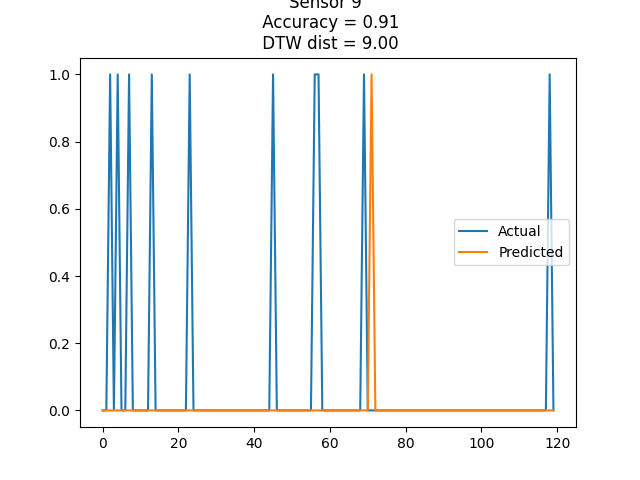 Sensor 9
Accuracy = 0.91
DTW dist = 9.00
1.0
0.8
0.6
0.4
0.2
0.0
Actual
Predicted
0 20 40 60 80 100 120